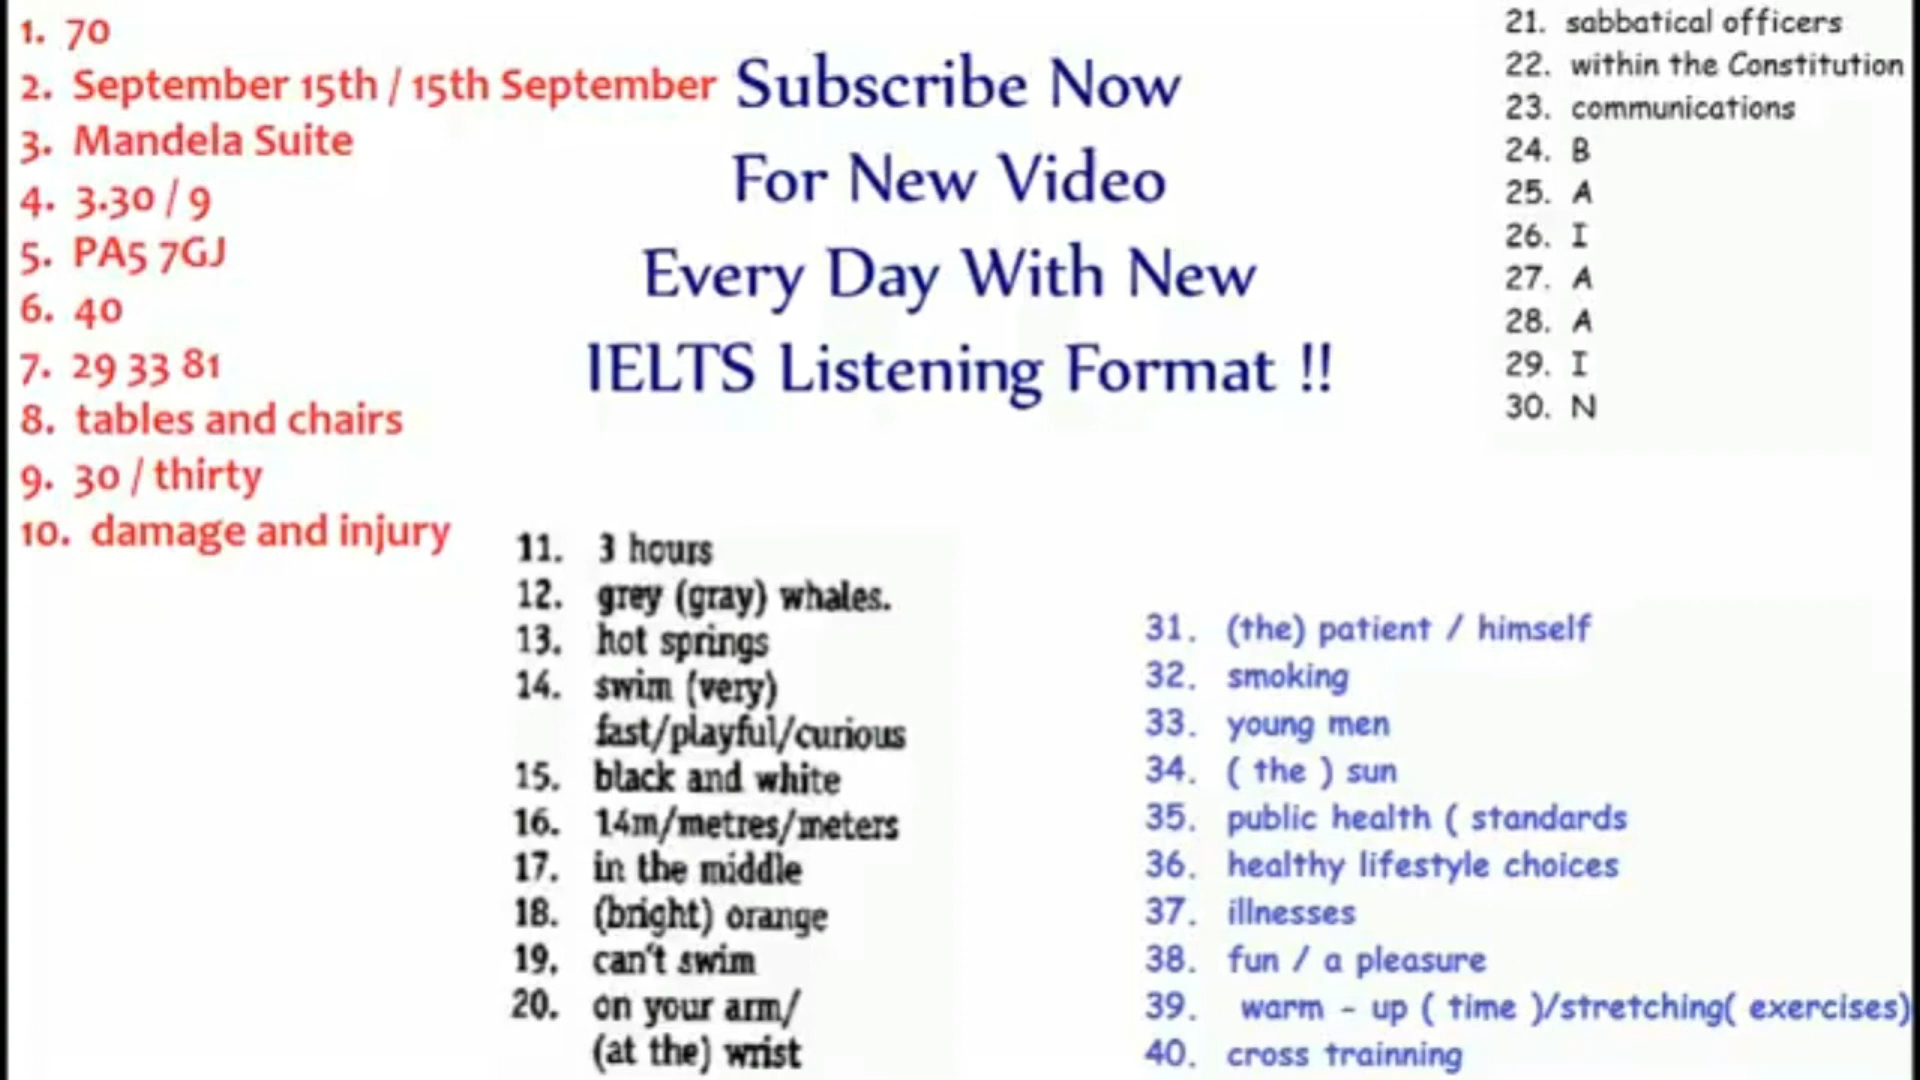 1. 70
2. September 15th / 15th September
3. Mandela Suite
4. 3.30 / 9
5. PA5 7GJ
6. 40
7. 29 33 81
8. tables and chairs
9. 30 / thirty
10. damage and injury
Subscribe Now
For New Video
Every Day With New
IELTS Listening Format !!
11. 3 hours
12. grey (gray) whales.
13. hot springs
14. swim (very)
fast/playful/curious
15. black and white
16. 14m/metres/meters
17. in the middle
18. (bright) orange
19. can't swim
20. on your arm/
(at the) wrist
21. sabbatical officers
22. within the Constitution
23. communications
24. B
25. A
26. I
27. A
28. A
29. I
30. N
31. (the) patient / himself
32. smoking
33. young men
34. ( the ) sun
35. public health ( standards
36. healthy lifestyle choices
37. illnesses
38. fun / a pleasure
39. warm - up ( time )/stretching( exercises)
40. cross trainning